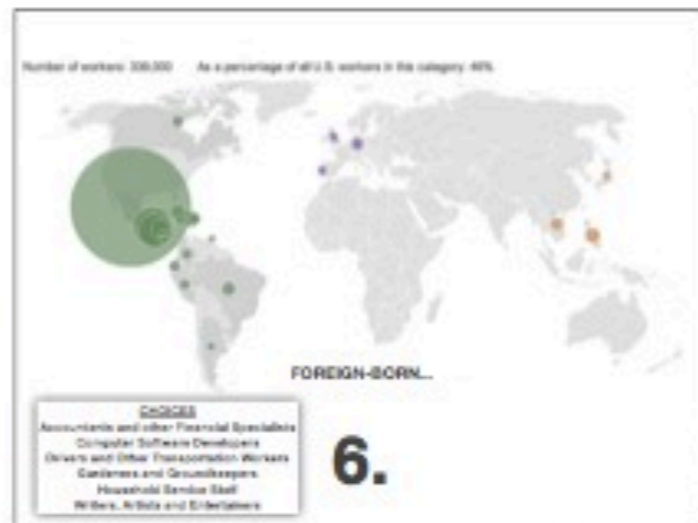 Number of workers: 339,000 As a percentage of all U.S. workers in this category: 46%
FOREIGN-BORN...
CHOICES
Accountants and other Financial Specialists
Computer Software Developers
Drivers and Other Transportation Workers
Gardeners and Groundkeepers
Household Service Staff
Writers, Artists and Entertainers
6.